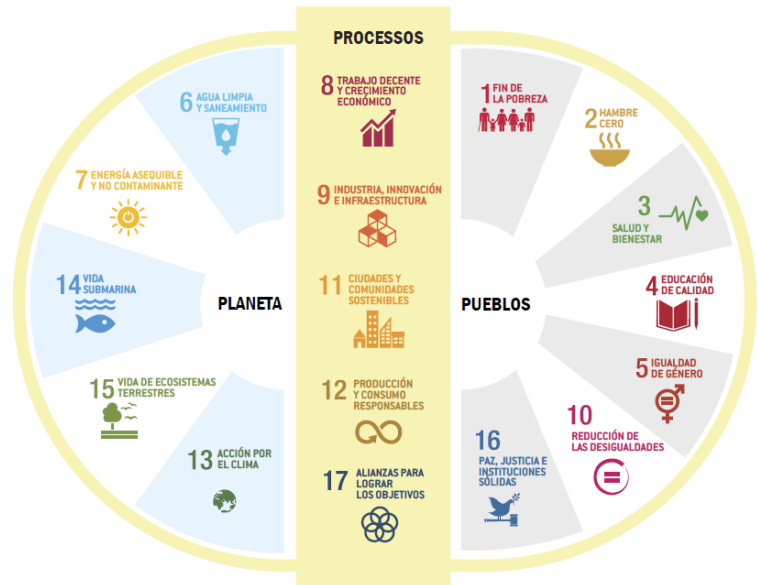 PROCESSOS
8 TRABAJO DECENTE
Y CRECIMIENTO
ECONÓMICO
9 INDUSTRIA, INNOVACIÓN
E INFRAESTRUCTURA
11 CIUDADES Y
COMUNIDADES
SOSTENIBLES
12 PRODUCCIÓN
Y CONSUMO
RESPONSABLES
17 ALIANZAS PARA
LOGRAR
LOS OBJETIVOS
PLANETA
6 AGUA LIMPIA
Y SANEAMIENTO
7 ENERGÍA ASEQUIBLE
Y NO CONTAMINANTE
14 VIDA
SUBMARINA
15 VIDA DE ECOSISTEMAS
TERRESTRES
13 ACCIÓN POR
EL CLIMA
PUEBLOS
1 FIN DE
LA POBREZA
2 HAMBRE
CERO
3
SALUD Y
BIENESTAR
4 EDUCACIÓN
DE CALIDAD
5 IGUALDAD
DE GÉNERO
10
REDUCCIÓN DE
LAS DESIGUALDADES
16
PAZ, JUSTICIA E
INSTITUCIONES
SÓLIDAS